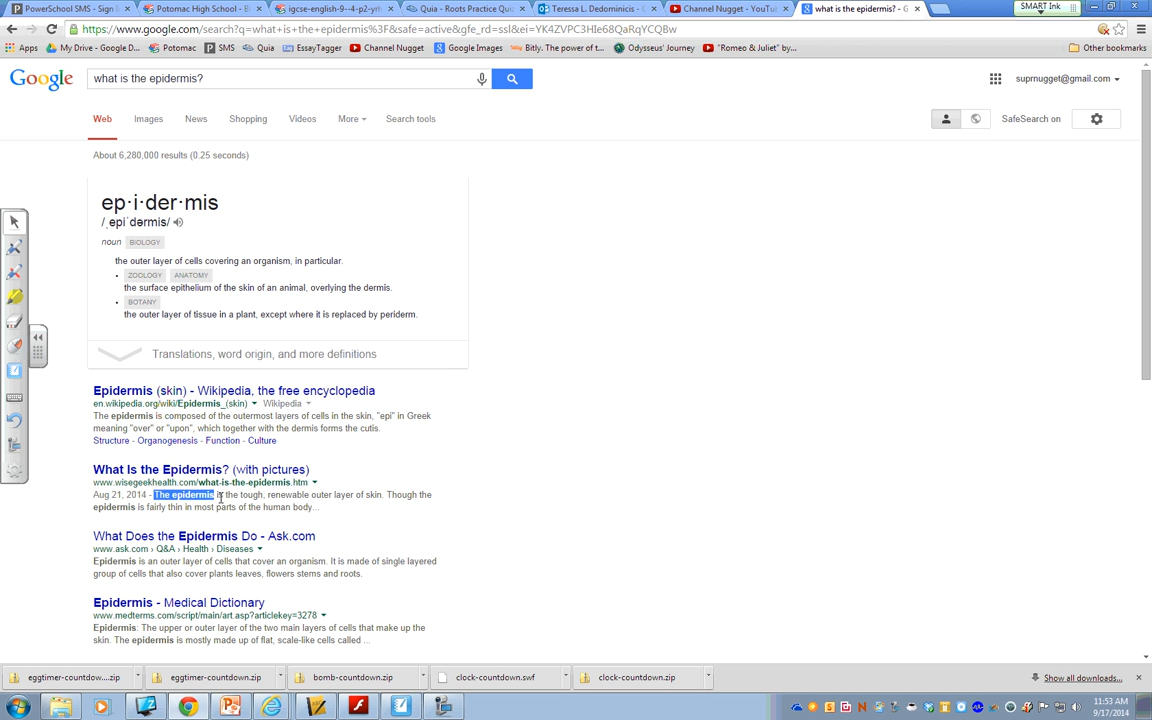 PowerSchool SMS - Sign
Potomac High School - B
igcse-english-9--4-p2-ym
Quia - Roots Practice Quiz
Teresa L. Dedominicis -
Channel Nugget - YouTu
what is the epidermis? - G
SMART Ink
https://www.google.com/search?q=what+is+the+epidermis%3F&safe=active&gfe_rd=ssl&ei=YK4ZVPC3HIe68QaRqYCQBw
Apps My Drive - Google D... Potomac SMS Quia EssayTagger Channel Nugget Google Images Bitly. The power of t... Odysseus' Journey "Romeo & Juliet" by... Other bookmarks
Google what is the epidermis? suprnugget@gmail.com
Web Images News Shopping Videos More Search tools SafeSearch on
About 6,280,000 results (0.25 seconds)
ep·i·der·mis
/ˌepiˈdərmis/
noun BIOLOGY
the outer layer of cells covering an organism, in particular.
• ZOOLOGY ANATOMY
the surface epithelium of the skin of an animal, overlying the dermis.
• BOTANY
the outer layer of tissue in a plant, except where it is replaced by periderm.
Translations, word origin, and more definitions
Epidermis (skin) - Wikipedia, the free encyclopedia
en.wikipedia.org/wiki/Epidermis_(skin) Wikipedia
The epidermis is composed of the outermost layers of cells in the skin, "epi" in Greek
meaning "over" or "upon", which together with the dermis forms the cutis.
Structure - Organogenesis - Function - Culture
What Is the Epidermis? (with pictures)
www.wisegeekhealth.com/what-is-the-epidermis.htm
Aug 21, 2014 - The epidermis is the tough, renewable outer layer of skin. Though the
epidermis is fairly thin in most parts of the human body...
What Does the Epidermis Do - Ask.com
www.ask.com › Q&A › Health › Diseases
Epidermis is an outer layer of cells that cover an organism. It is made of single layered
group of cells that also cover plants leaves, flowers stems and roots.
Epidermis - Medical Dictionary
www.medterms.com/script/main/art.asp?articlekey=3278
Epidermis: The upper or outer layer of the two main layers of cells that make up the
skin. The epidermis is mostly made up of flat, scale-like cells called ...
eggtimer-countdow....zip eggtimer-countdown.zip bomb-countdown.zip clock-countdown.swf clock-countdown.zip Show all downloads...
11:53 AM
9/17/2014